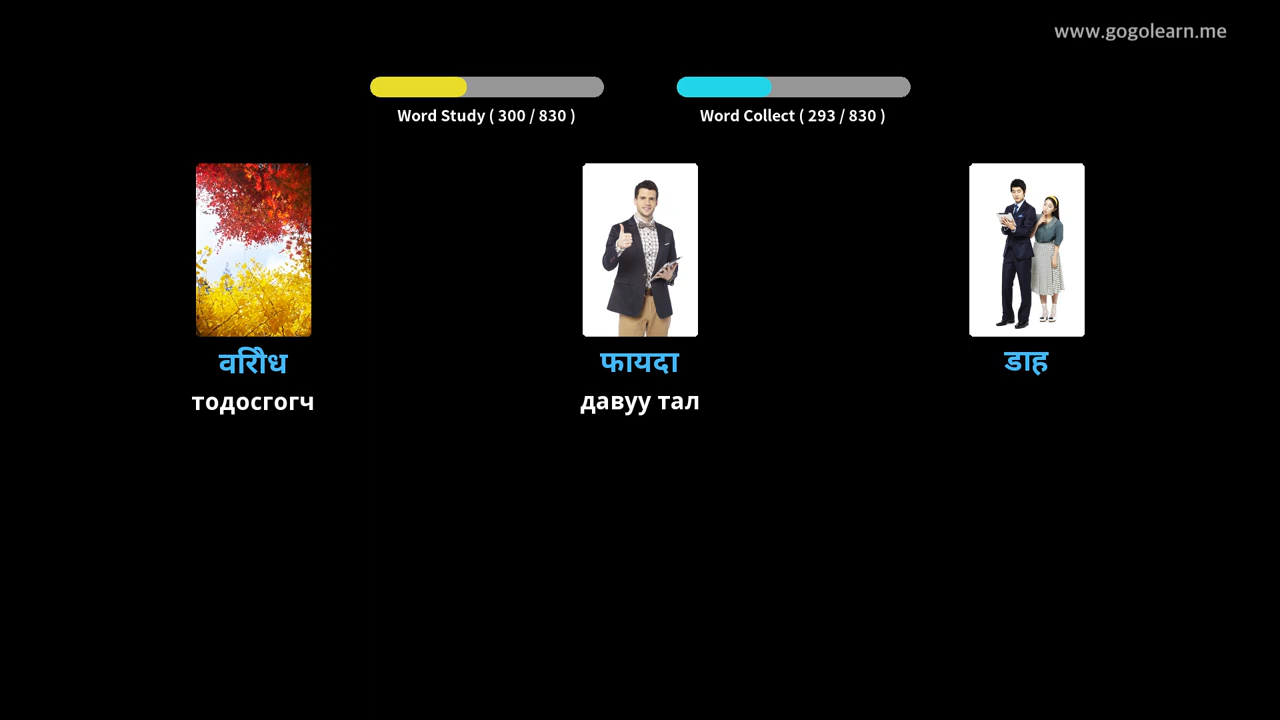 www.gogolearn.me
Word Study ( 300 / 830 )
Word Collect ( 293 / 830 )
वरिोध
тодосгогч
फायदा
давуу тал
डाह